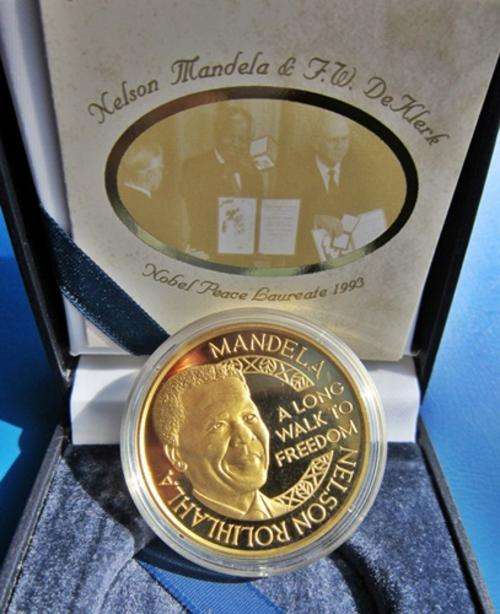 Nelson Mandela & F.W. De Klerk
Nobel Peace Laureate 1993
MANDELA
A LONG
WALK TO
FREEDOM
NELSON ROLIHLAHLA